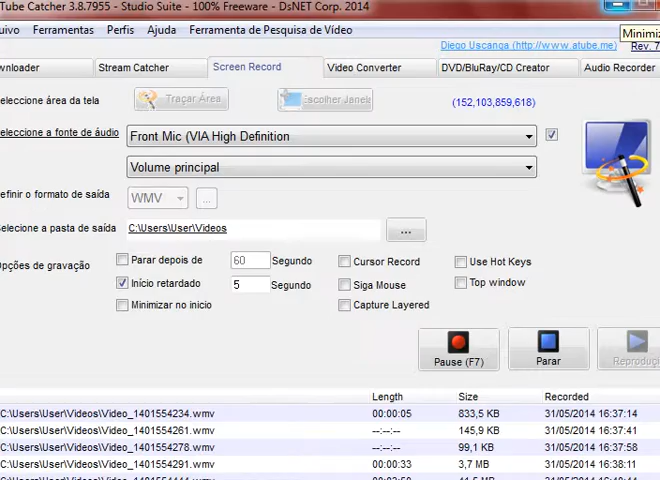 Tube Catcher 3.8.7955 - Studio Suite - 100% Freeware - DsNET Corp. 2014
uivo Ferramentas Perfis Ajuda Ferramenta de Pesquisa de Vídeo
Minimiz
Diego Uscanga (http://www.atube.me) Rev. 7
wnloader Stream Catcher Screen Record Video Converter DVD/BluRay/CD Creator Audio Recorder
eleccione área da tela Traçar Área Escolher Janela (152,103,859,618)
eleccione a fonte de áudio Front Mic (VIA High Definition
Volume principal
efinir o formato de saída WMV ...
elecione a pasta de saída C:\Users\User\Videos ...
Opções de gravação Parar depois de 60 Segundo Cursor Record Use Hot Keys
Início retardado 5 Segundo Siga Mouse Top window
Minimizar no inicio Capture Layered
Pause (F7) Parar Reproduçi
Length Size Recorded
C:\Users\User\Videos\Video_1401554234.wmv 00:00:05 833,5 KB 31/05/2014 16:37:14
C:\Users\User\Videos\Video_1401554261.wmv --:--:-- 145,9 KB 31/05/2014 16:37:41
C:\Users\User\Videos\Video_1401554278.wmv --:--:-- 99,1 KB 31/05/2014 16:37:58
C:\Users\User\Videos\Video_1401554291.wmv 00:00:33 3,7 MB 31/05/2014 16:38:11